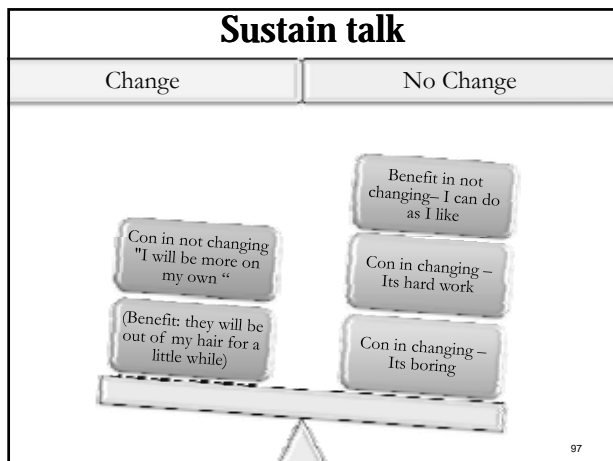 Sustain talk
Change
No Change
Con in not changing
"I will be more on
my own “
(Benefit: they will be
out of my hair for a
little while)
Benefit in not
changing– I can do
as I like
Con in changing –
Its hard work
Con in changing –
Its boring
97